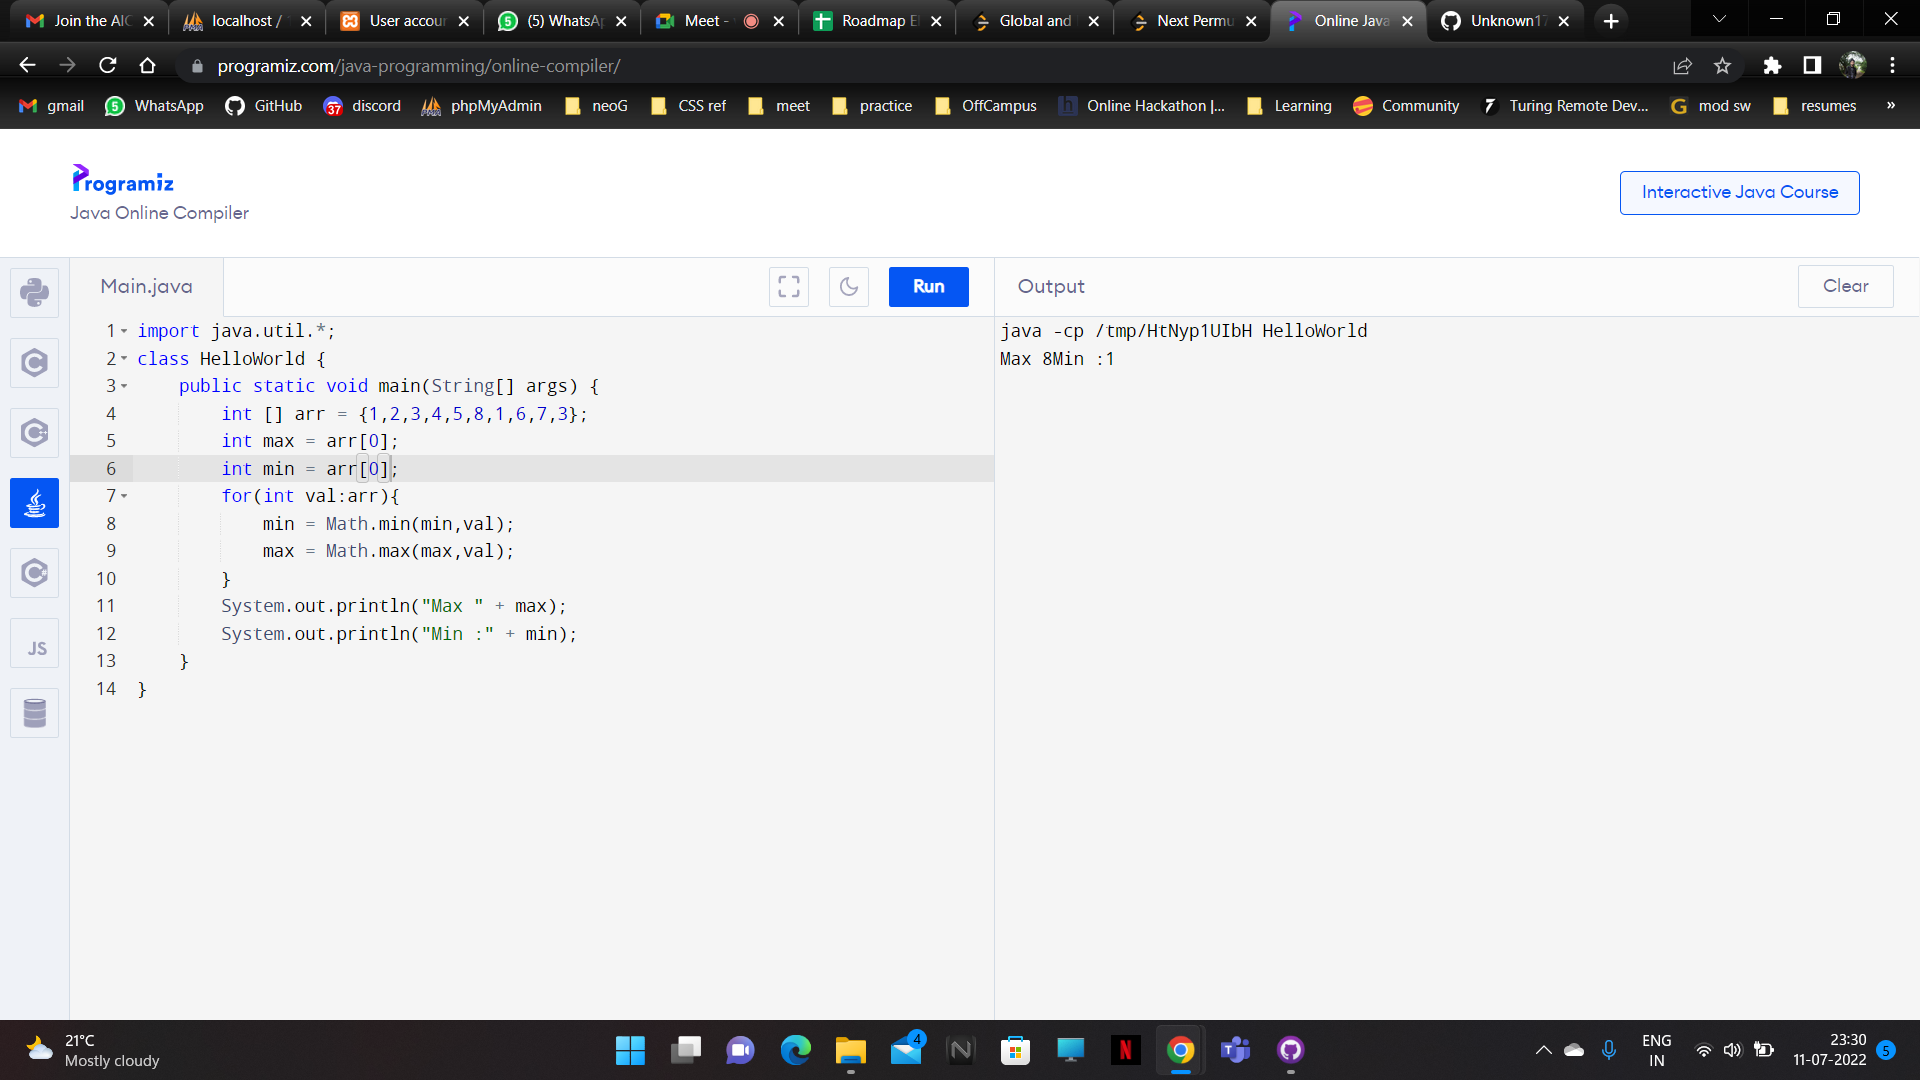 Join the AIC
localhost /
User accour
(5) WhatsAp
Meet -
Roadmap El
Global and
Next Permu
Online Java
Unknown17
programiz.com/java-programming/online-compiler/
gmail
WhatsApp
GitHub
37
discord
phpMyAdmin
neoG
CSS ref
meet
practice
OffCampus
Online Hackathon |...
Learning
Community
Turing Remote Dev...
mod sw
resumes
»
Programiz
Java Online Compiler
Interactive Java Course
Main.java
Run
Output
Clear
1 import java.util.*;
2 class HelloWorld {
3 public static void main(String[] args) {
4 int [] arr = {1,2,3,4,5,8,1,6,7,3};
5 int max = arr[0];
6 int min = arr[0];
7 for(int val:arr){
8 min = Math.min(min,val);
9 max = Math.max(max,val);
10 }
11 System.out.println("Max " + max);
12 System.out.println("Min :" + min);
13 }
14 }
java -cp /tmp/HtNyp1UIbH HelloWorld
Max 8Min :1
JS
21°C
Mostly cloudy
4
ENG
IN
23:30
11-07-2022
5